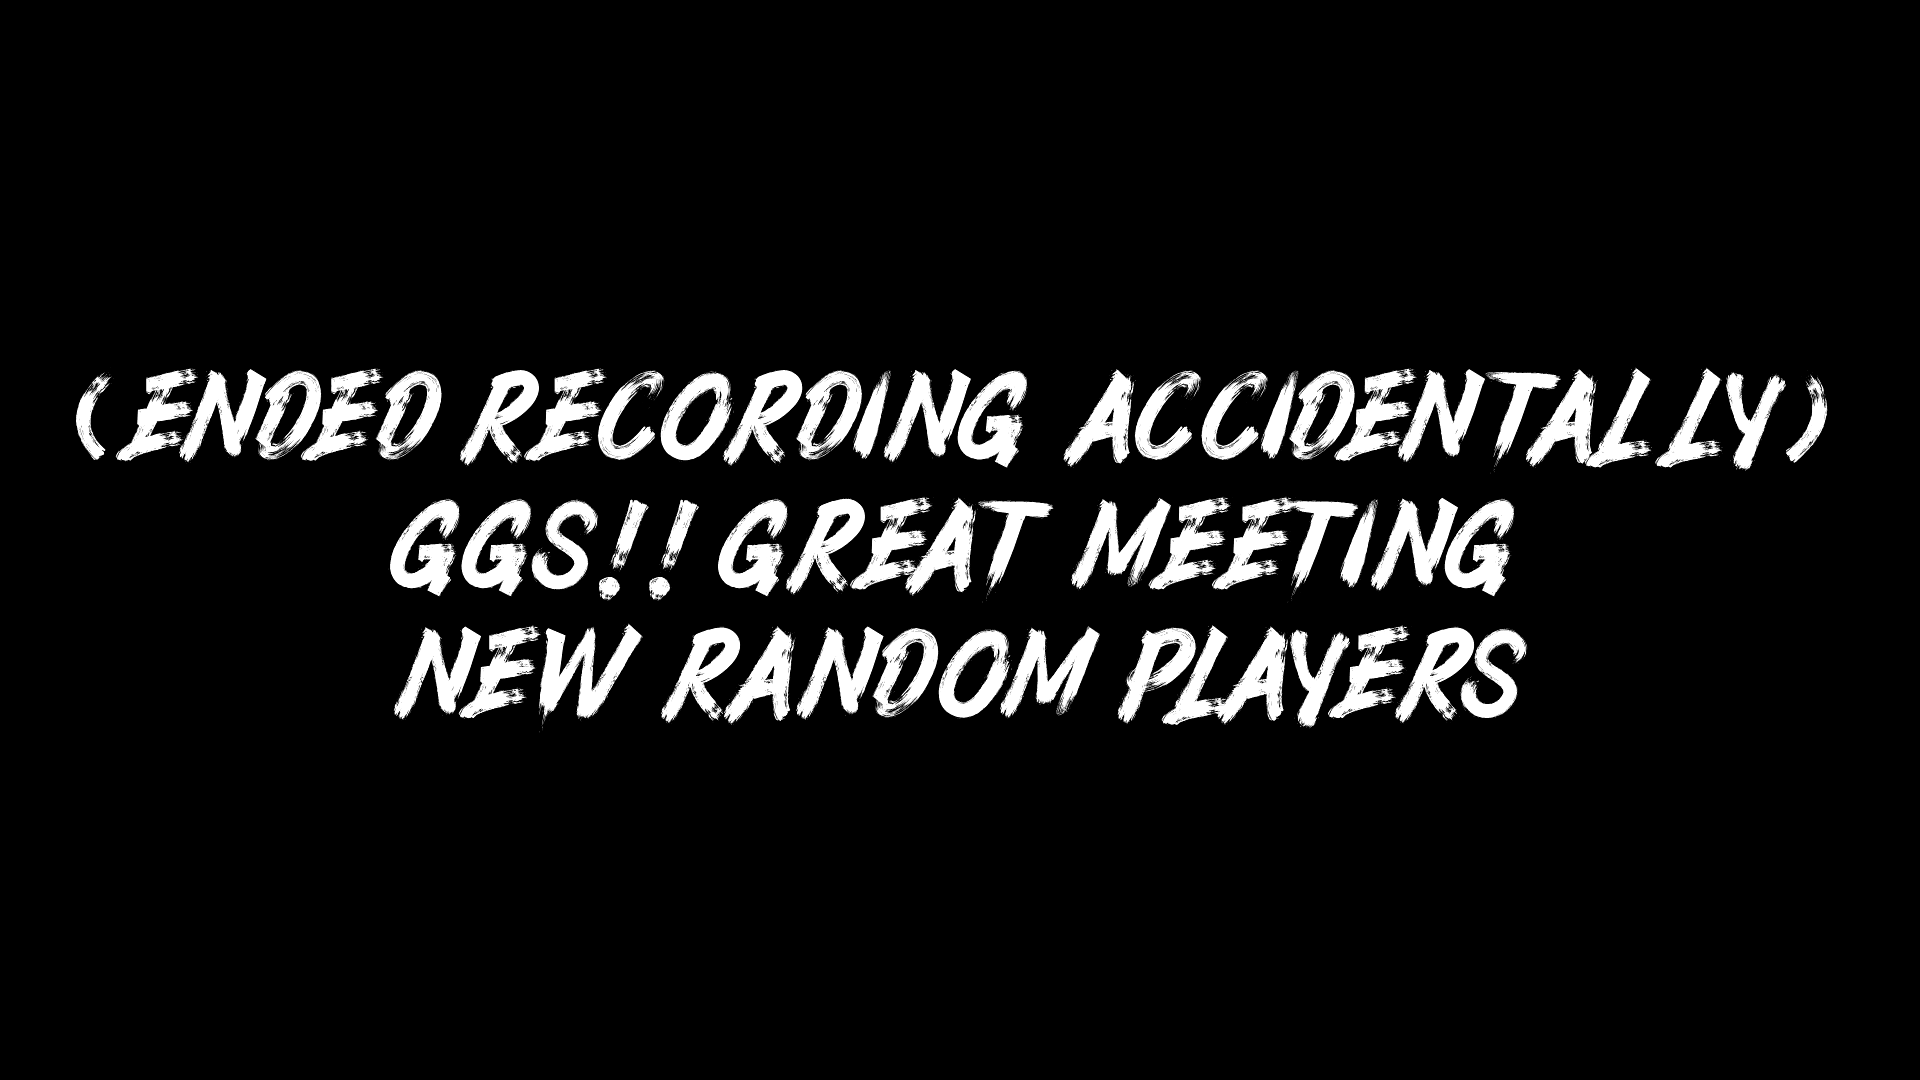 (ENDED RECORDING ACCIDENTALLY)
GGS!! GREAT MEETING
NEW RANDOM PLAYERS